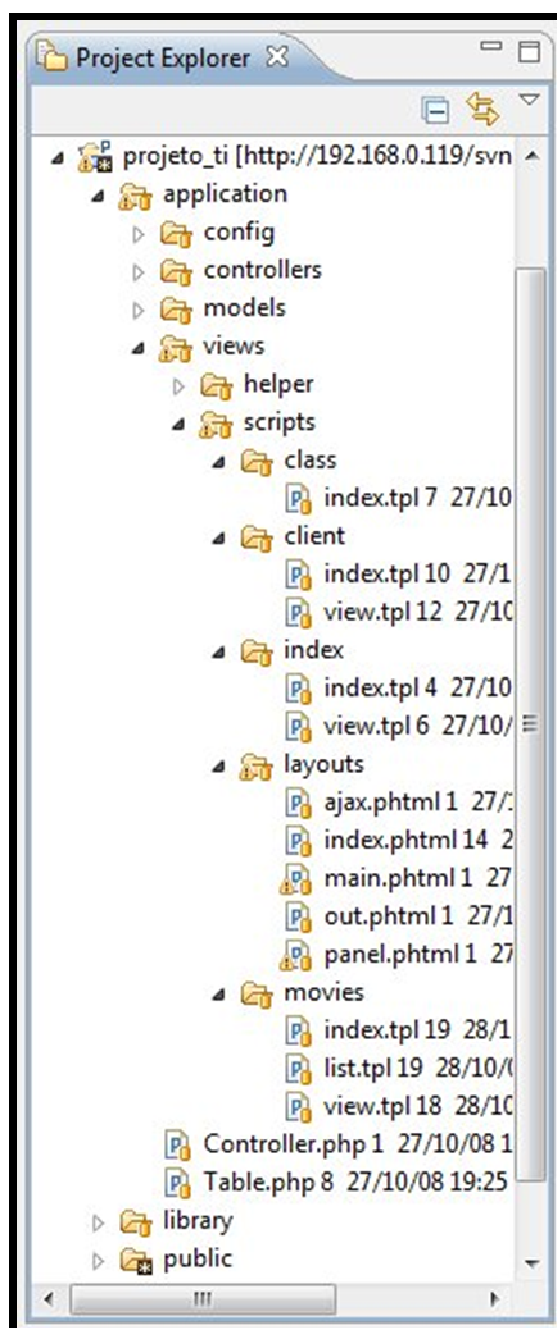 Project Explorer
projeto_ti [http://192.168.0.119/svn
application
config
controllers
models
views
helper
scripts
class
index.tpl 7 27/10
client
index.tpl 10 27/1
view.tpl 12 27/10
index
index.tpl 4 27/10
view.tpl 6 27/10/
layouts
ajax.phtml 1 27/1
index.phtml 14 2
main.phtml 1 27
out.phtml 1 27/1
panel.phtml 1 27
movies
index.tpl 19 28/1
list.tpl 19 28/10/0
view.tpl 18 28/10
Controller.php 1 27/10/08 1
Table.php 8 27/10/08 19:25
library
public